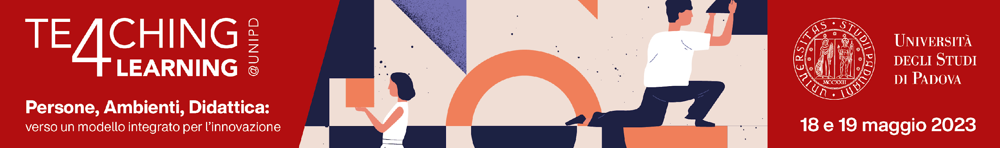 TE4CHING
LEARNING
@UNIPD
Persone, Ambienti, Didattica:
verso un modello integrato per l'innovazione
UNIVERSITAS STUDII PADUANI
MCCXXII
UNIVERSITÀ
DEGLI STUDI
DI PADOVA
18 e 19 maggio 2023